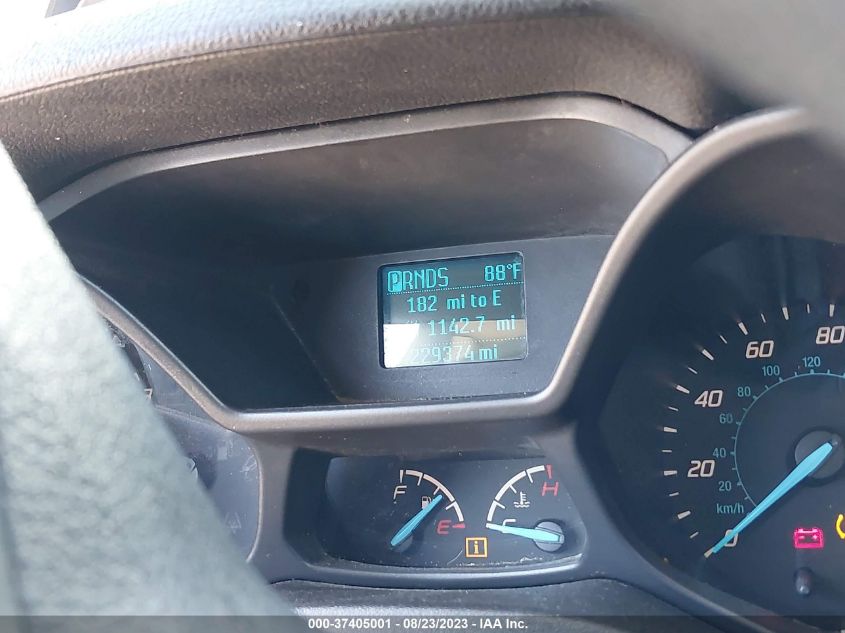 PRNDS 88°F
182 mi to E
1142.7 mi
229374 mi
80
60
120
100
40
80
60
20
40
20
km/h
0
F
E
H
C
i
000-37405001 - 08/23/2023 - IAA Inc.